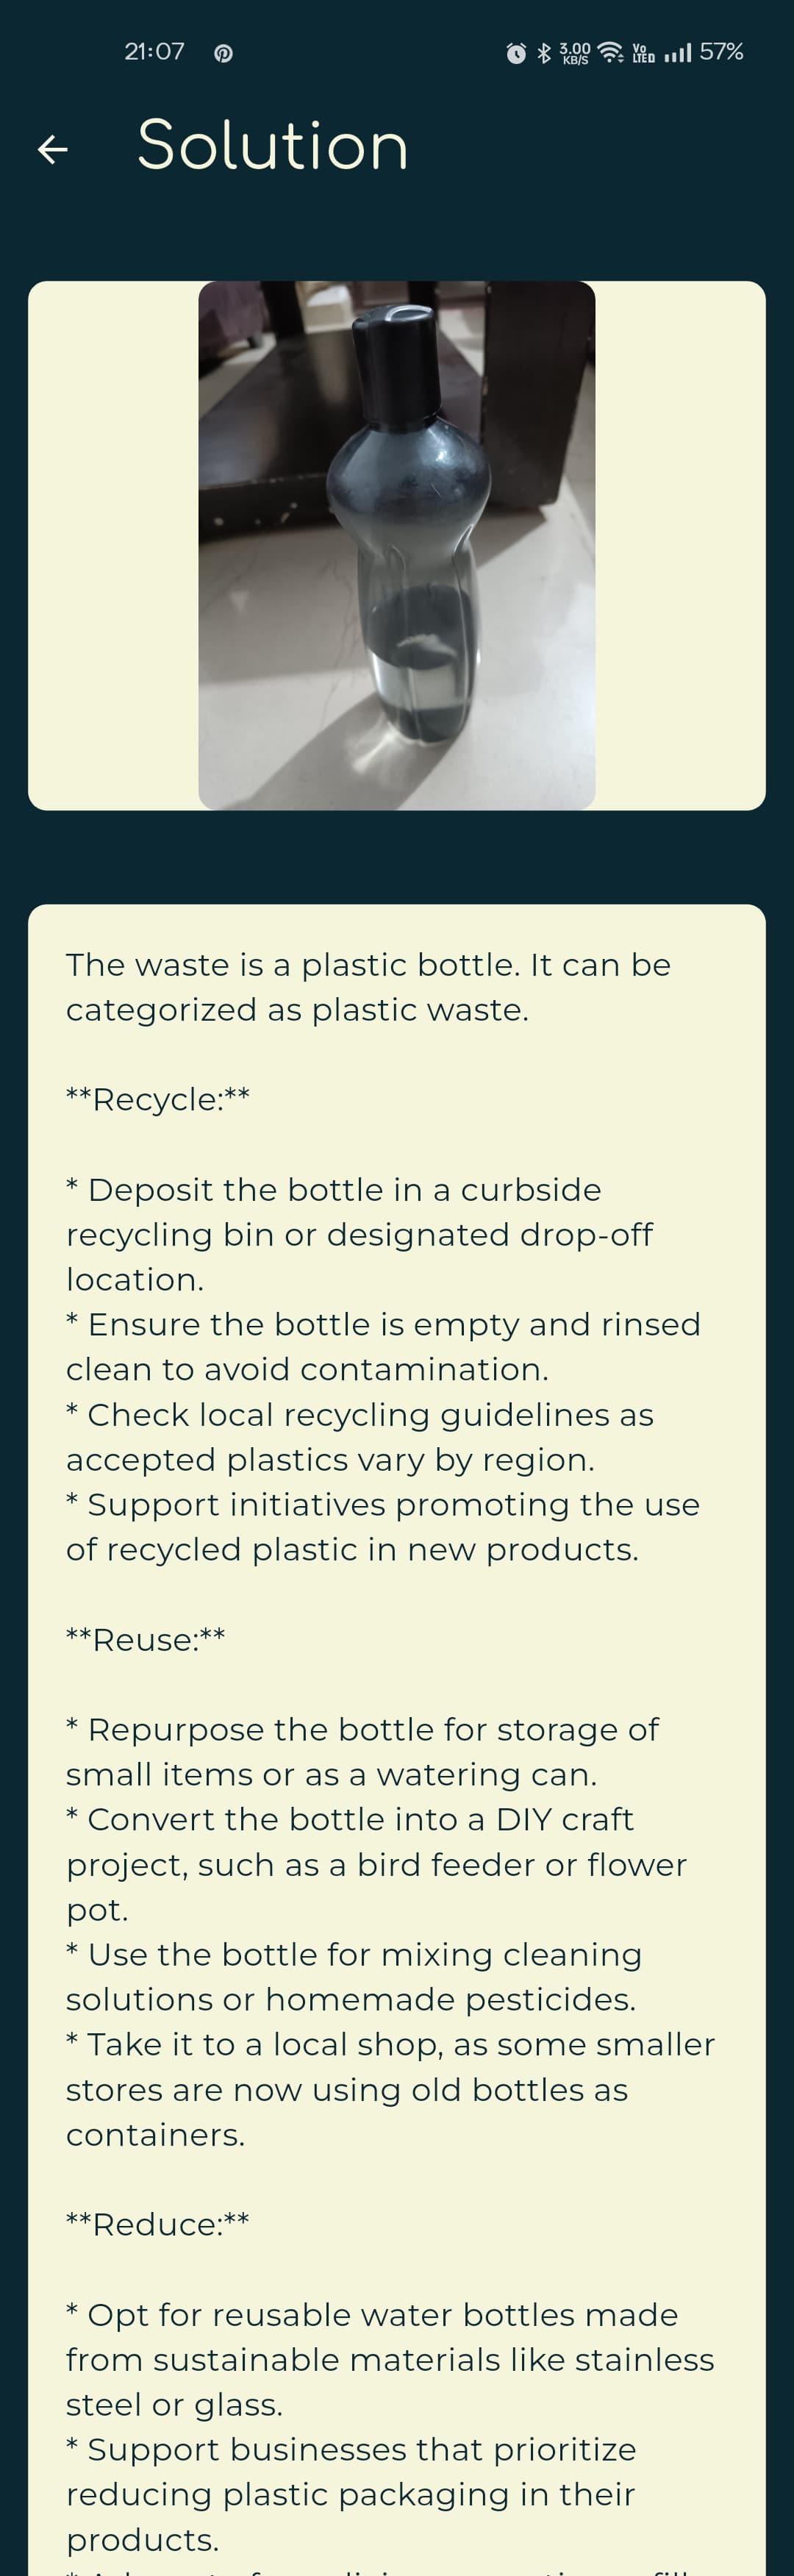 21:07 3.00 KB/S Vo LTED 57%
Solution
The waste is a plastic bottle. It can be
categorized as plastic waste.
**Recycle:**
* Deposit the bottle in a curbside
recycling bin or designated drop-off
location.
* Ensure the bottle is empty and rinsed
clean to avoid contamination.
* Check local recycling guidelines as
accepted plastics vary by region.
* Support initiatives promoting the use
of recycled plastic in new products.
**Reuse:**
* Repurpose the bottle for storage of
small items or as a watering can.
* Convert the bottle into a DIY craft
project, such as a bird feeder or flower
pot.
* Use the bottle for mixing cleaning
solutions or homemade pesticides.
* Take it to a local shop, as some smaller
stores are now using old bottles as
containers.
**Reduce:**
* Opt for reusable water bottles made
from sustainable materials like stainless
steel or glass.
* Support businesses that prioritize
reducing plastic packaging in their
products.